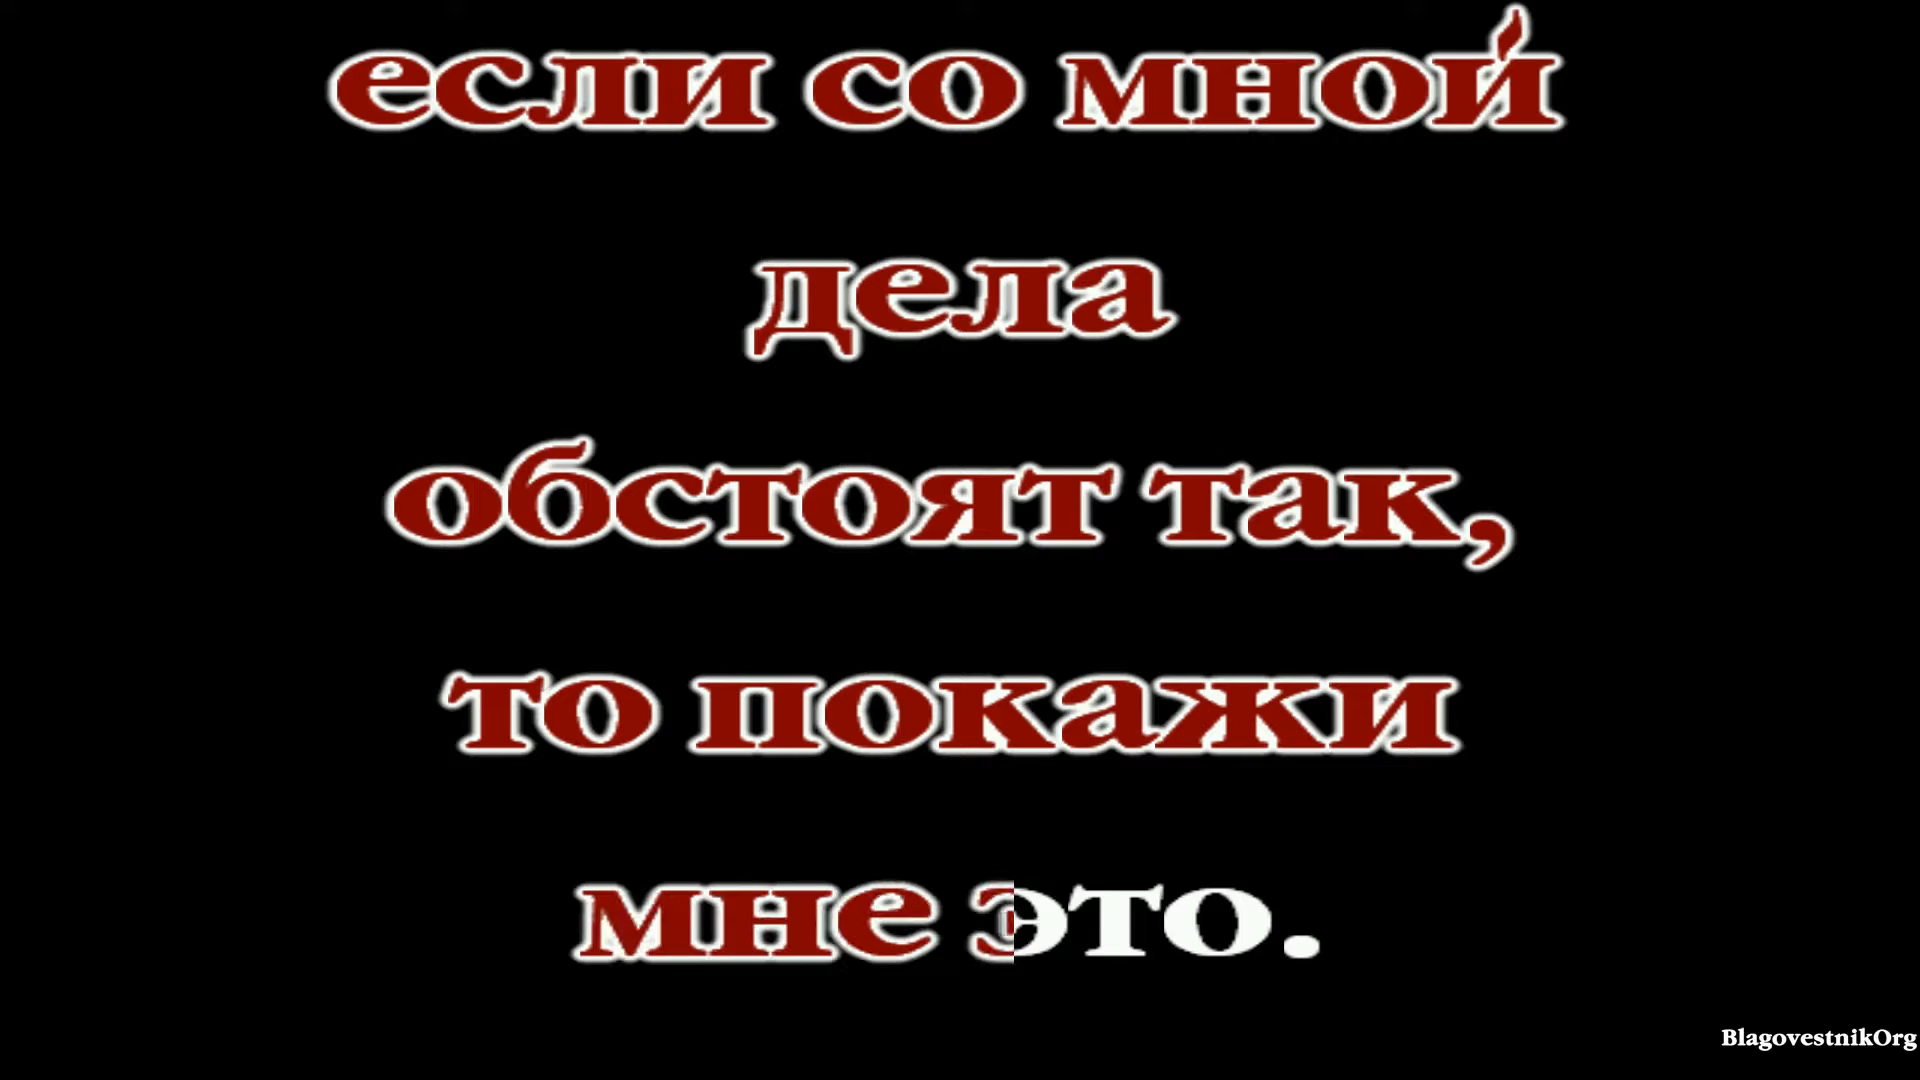 если со мной
дела
обстоят так,
то покажи
мне это.
BlagovestnikOrg